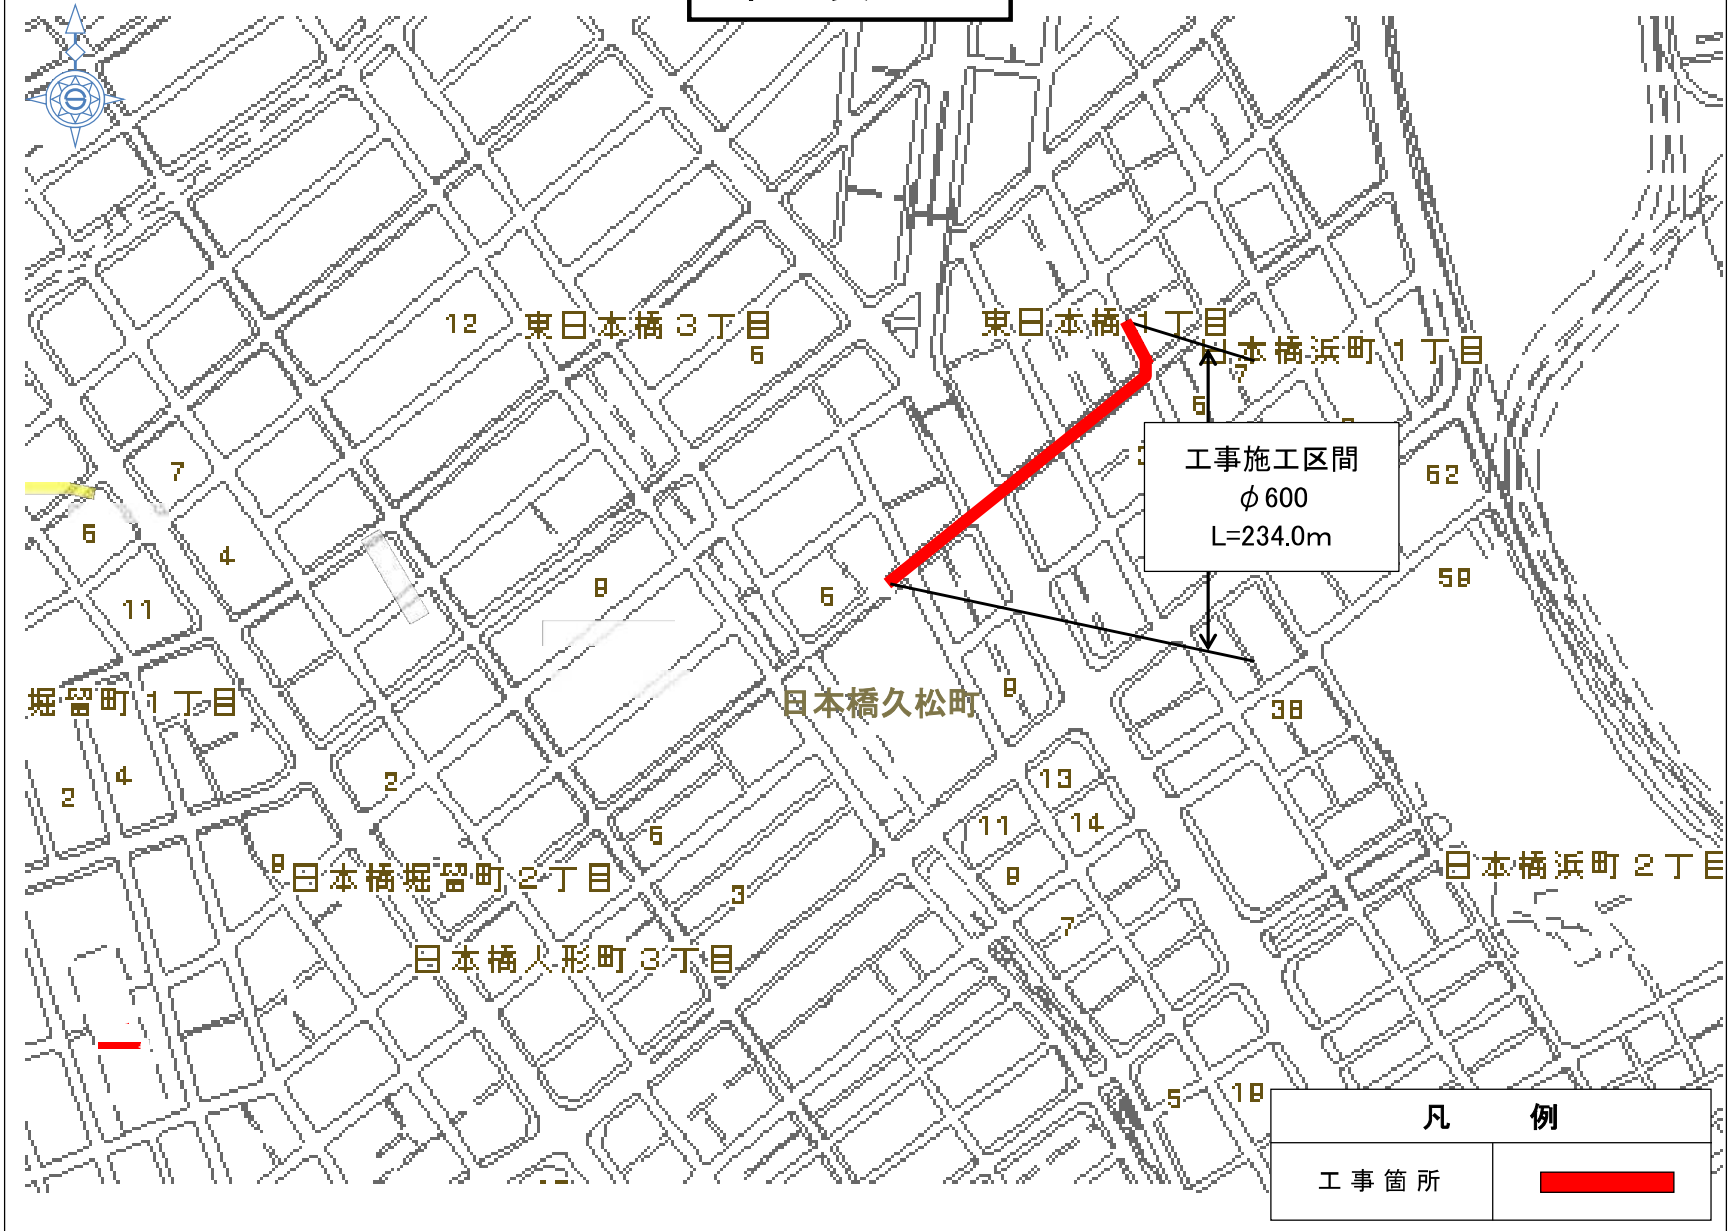 12
東日本橋3丁目
6
東日本橋1丁目
日本橋浜町1丁目
7
6
工事施工区間
φ600
L=234.0m
62
7
6
4
11
8
6
58
堀留町1丁目
日本橋久松町
8
38
2
4
2
13
11
14
6
8
日本橋堀留町2丁目
3
8
7
日本橋浜町2丁目
日本橋人形町3丁目
5
18
凡 例
工事箇所